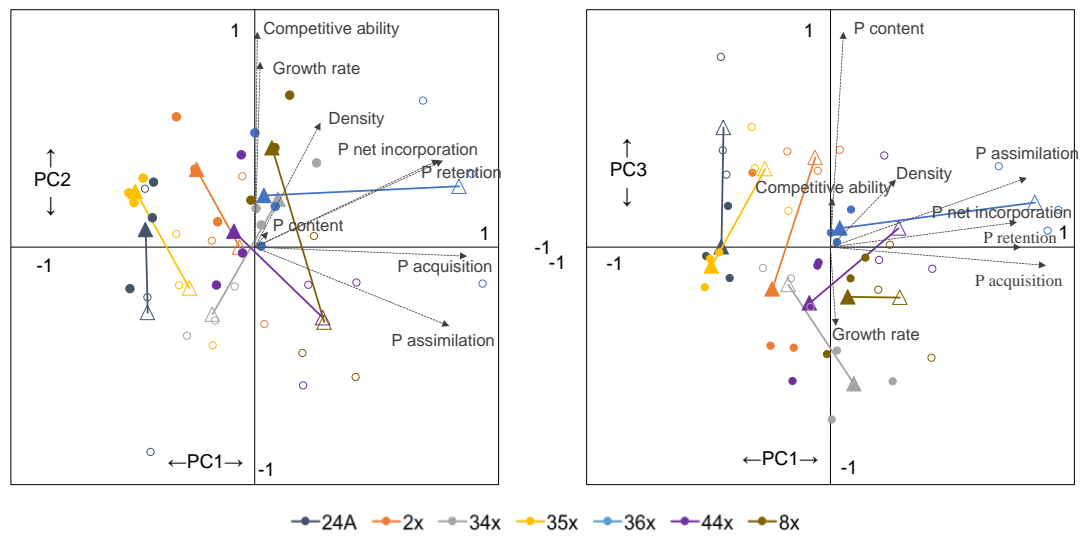 1
Competitive ability
Growth rate
Density
↑
PC2
↓
P net incorporation
P retention
P content
1
-1
P acquisition
P assimilation
←PC1→
-1
1
P content
↑
PC3
↓
P assimilation
Density
Competitive ability
P net incorporation
1
-1
-1
-1
P retention
P acquisition
Growth rate
←PC1→
-1
24A 2x 34x 35x 36x 44x 8x